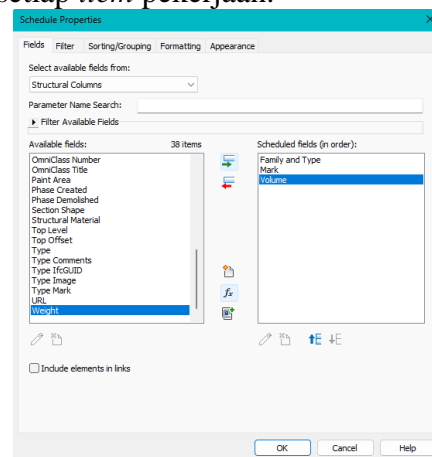 setiap item pekerjaan.
Schedule Properties
Fields Filter Sorting/Grouping Formatting Appearance
Select available fields from:
Structural Columns
Parameter Name Search:
Filter Available Fields
Available fields: 38 items
OmniClass Number
OmniClass Title
Paint Area
Phase Created
Phase Demolished
Section Shape
Structural Material
Top Level
Top Offset
Type
Type Comments
Type IfcGUID
Type Image
Type Mark
URL
Weight
fx
Scheduled fields (in order):
Family and Type
Mark
Volume
Include elements in links
OK Cancel Help